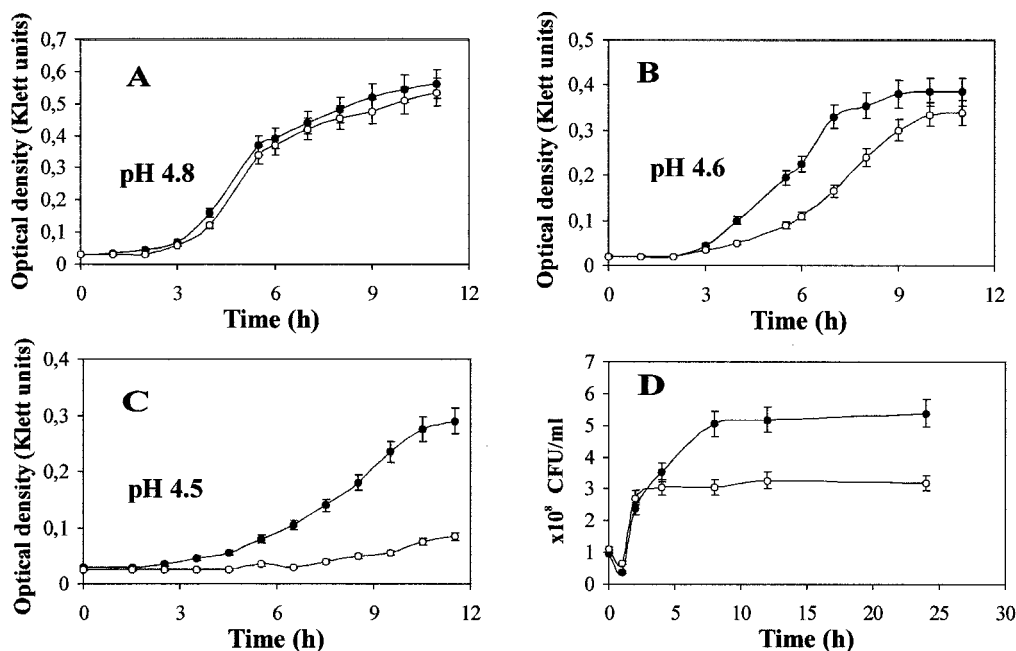 Optical density (Klett units)
0,7
0,6
0,5
0,4
0,3
0,2
0,1
0
A
pH 4.8
0 3 6 9 12
Time (h)
Optical density (Klett units)
0,5
0,4
0,3
0,2
0,1
0
B
pH 4.6
0 3 6 9 12
Time (h)
Optical density (Klett units)
0,4
0,3
0,2
0,1
0
C
pH 4.5
0 3 6 9 12
Time (h)
x10⁸ CFU/ml
7
6
5
4
3
2
1
0
D
0 5 10 15 20 25 30
Time (h)